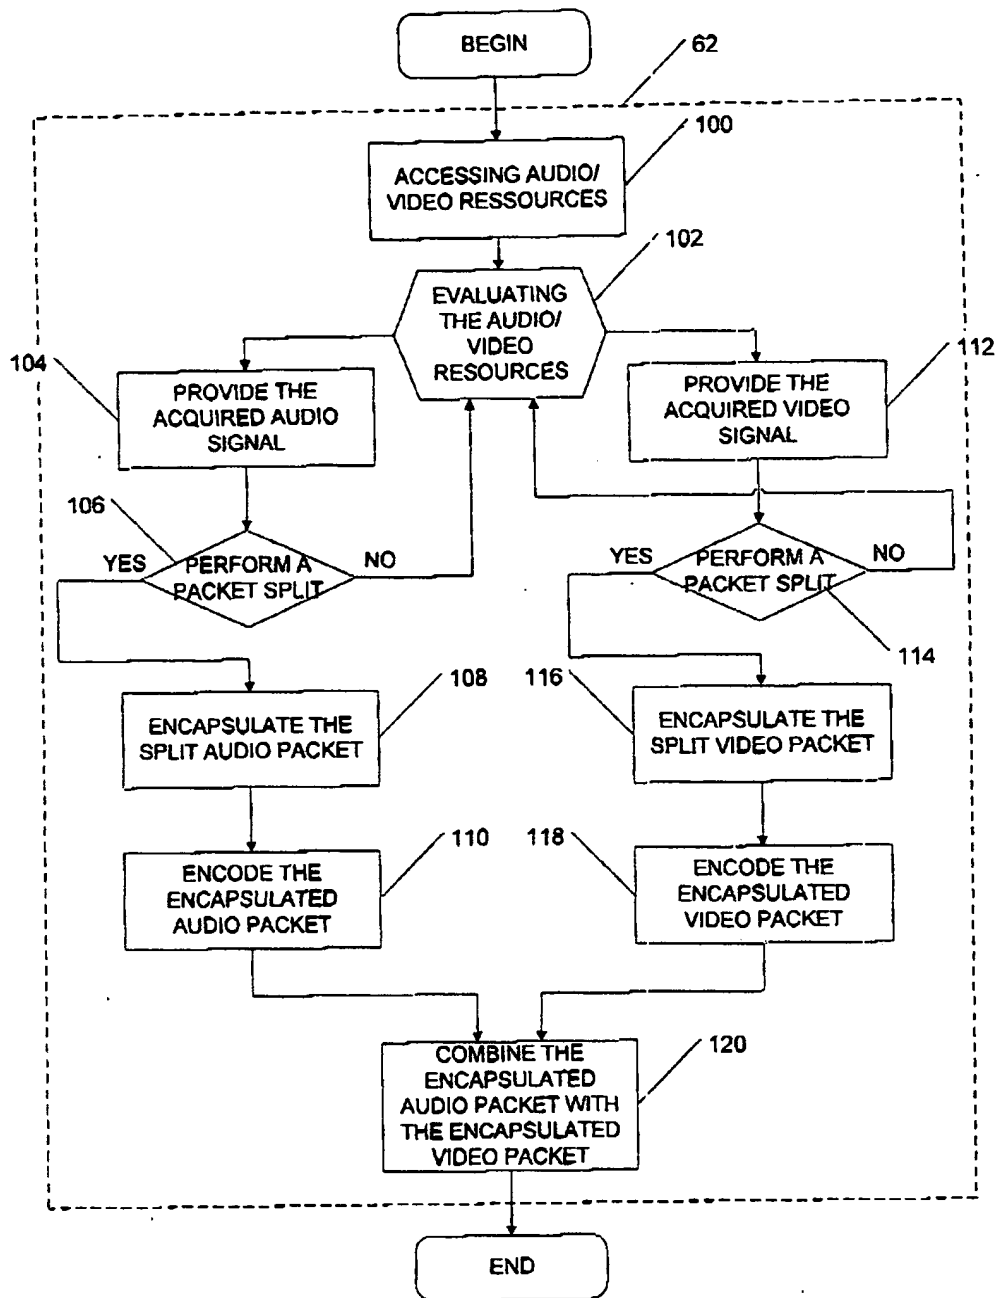 BEGIN
62
100
ACCESSING AUDIO/
VIDEO RESSOURCES
102
EVALUATING
THE AUDIO/
VIDEO
RESOURCES
104
PROVIDE THE
ACQUIRED AUDIO
SIGNAL
112
PROVIDE THE
ACQUIRED VIDEO
SIGNAL
106
YES
PERFORM A
PACKET SPLIT
NO
YES
PERFORM A
PACKET SPLIT
NO
114
108
ENCAPSULATE THE
SPLIT AUDIO PACKET
116
ENCAPSULATE THE
SPLIT VIDEO PACKET
110
ENCODE THE
ENCAPSULATED
AUDIO PACKET
118
ENCODE THE
ENCAPSULATED
VIDEO PACKET
120
COMBINE THE
ENCAPSULATED
AUDIO PACKET WITH
THE ENCAPSULATED
VIDEO PACKET
END